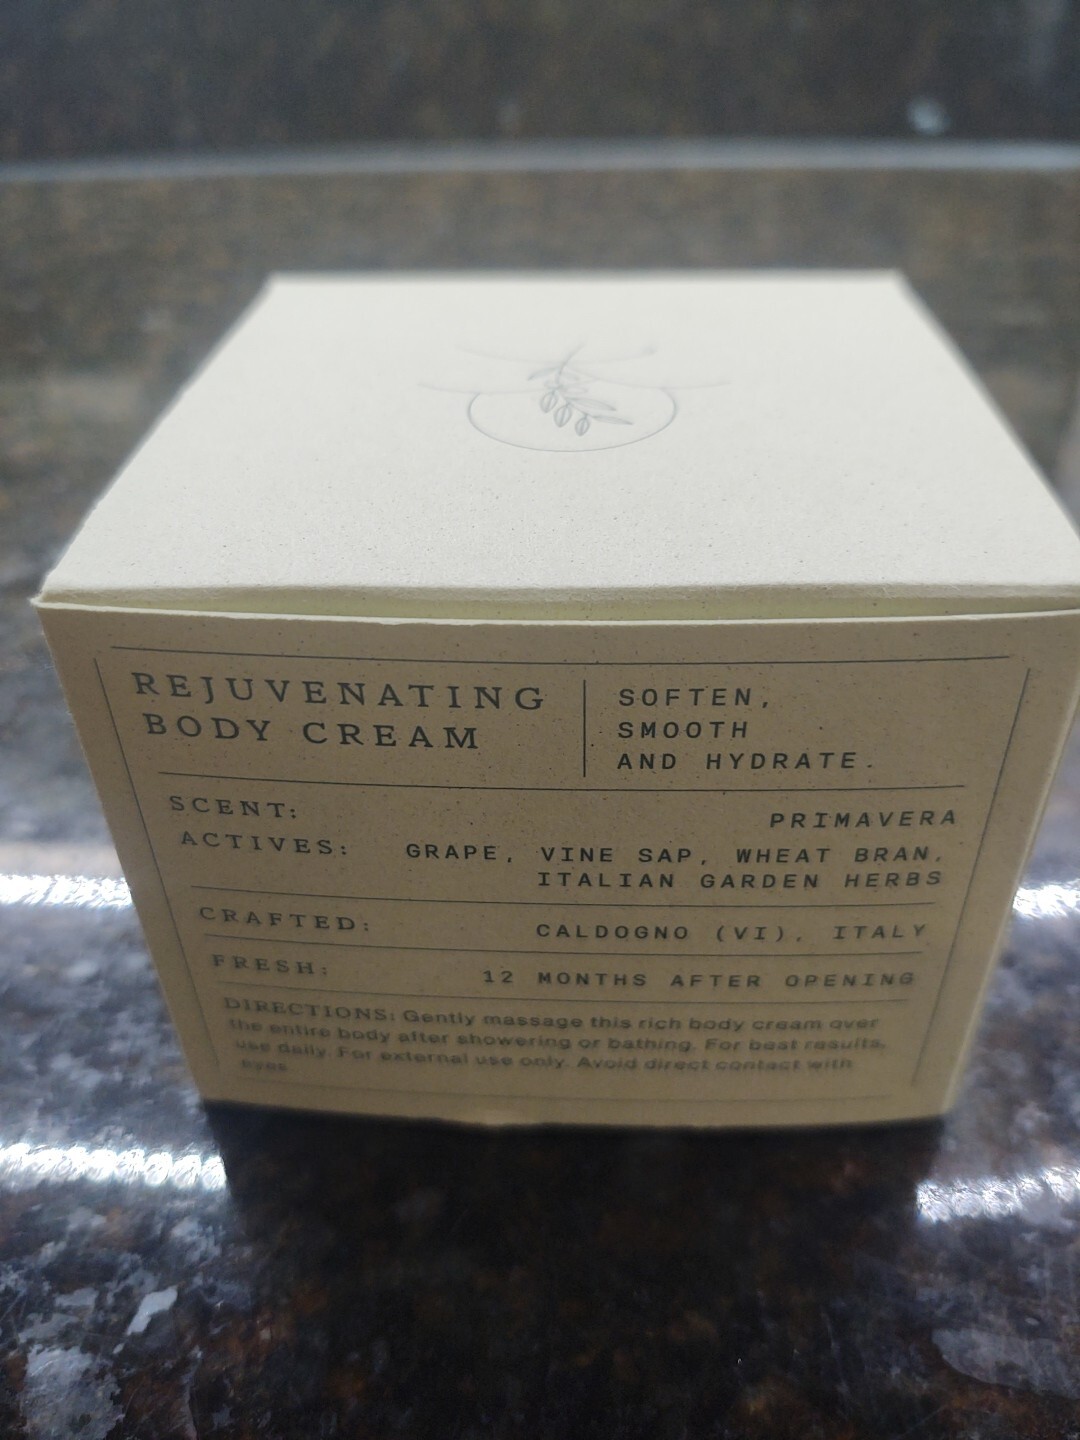 REJUVENATING
BODY CREAM
SOFTEN,
SMOOTH
AND HYDRATE.
SCENT: PRIMAVERA
ACTIVES: GRAPE, VINE SAP, WHEAT BRAN,
ITALIAN GARDEN HERBS
CRAFTED: CALDOGNO (VI), ITALY
FRESH: 12 MONTHS AFTER OPENING
DIRECTIONS: Gently massage this rich body cream over
the entire body after showering or bathing. For best results,
use daily. For external use only. Avoid direct contact with
eyes.